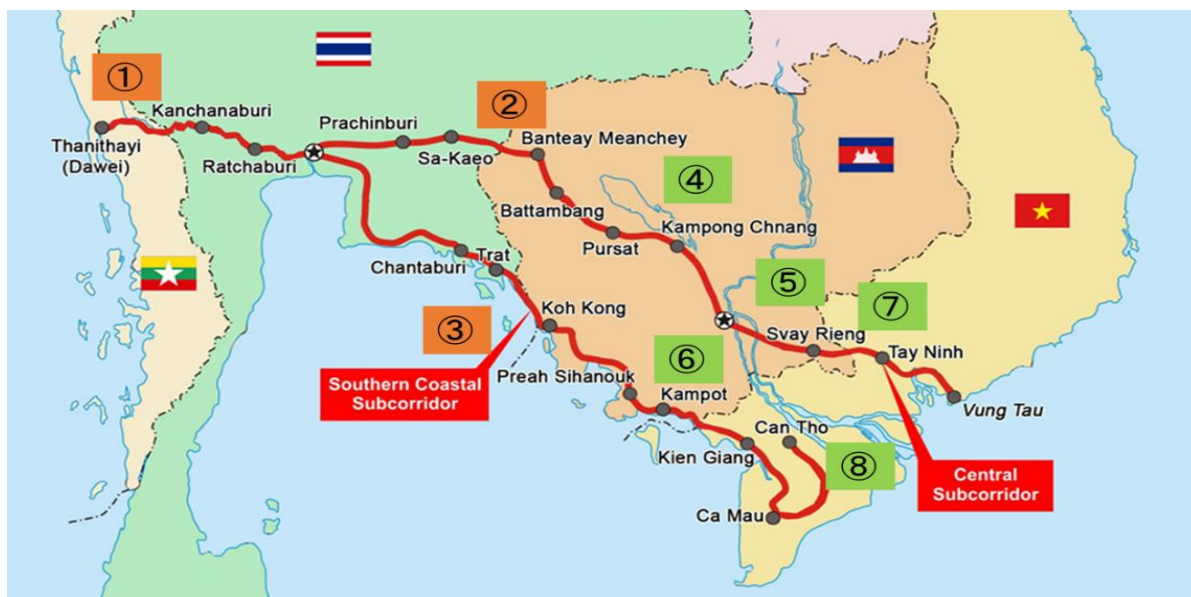 ①
Kanchanaburi
Thanithayi
(Dawei)
Ratchaburi
Prachinburi
②
Sa-Kaeo
Banteay Meanchey
Battambang
④
Pursat
Kampong Chnang
Chantaburi
Trat
③
Koh Kong
⑤
Svay Rieng
⑦
Tay Ninh
Southern Coastal
Subcorridor
Preah Sihanouk
⑥
Kampot
Vung Tau
Can Tho
Kien Giang
⑧
Central
Subcorridor
Ca Mau